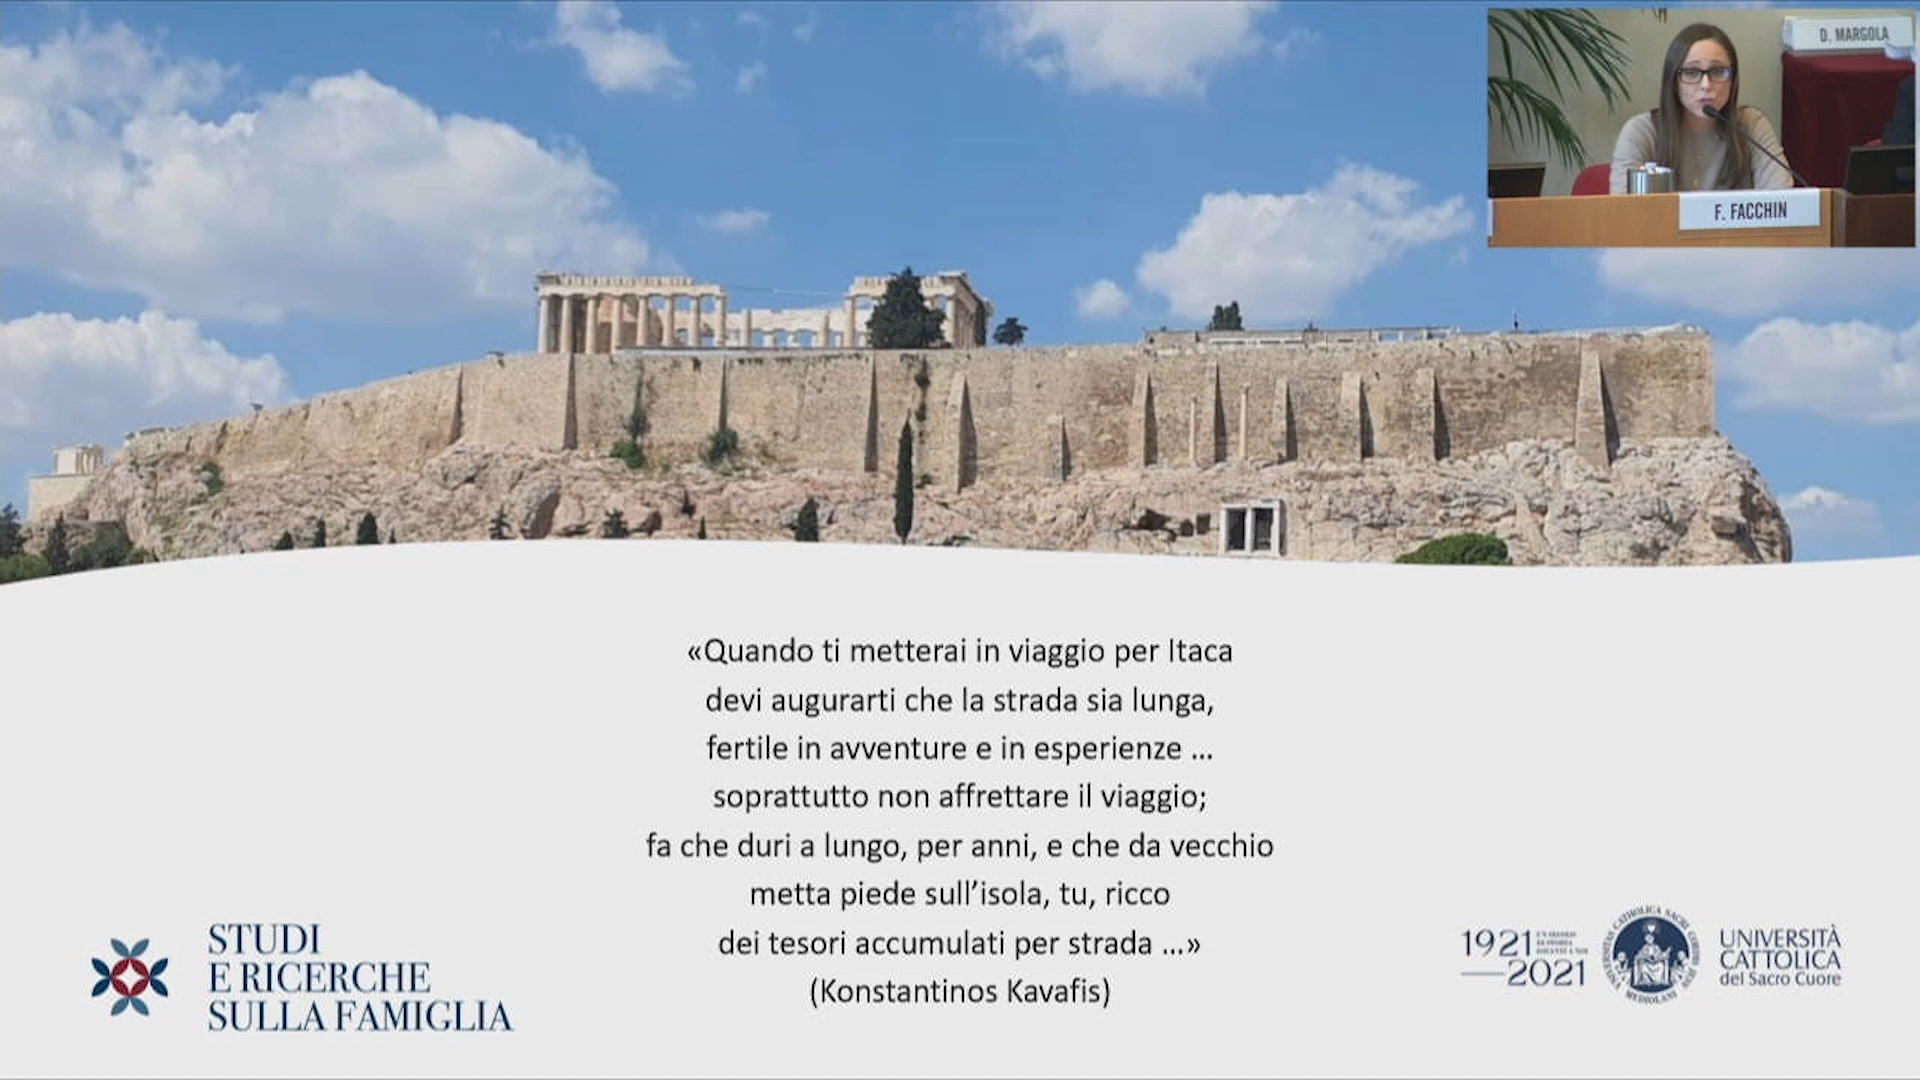 D. MARGOLA
F. FACCHIN
«Quando ti metterai in viaggio per Itaca
devi augurarti che la strada sia lunga,
fertile in avventure e in esperienze ...
soprattutto non affrettare il viaggio;
fa che duri a lungo, per anni, e che da vecchio
metta piede sull’isola, tu, ricco
dei tesori accumulati per strada ...»
(Konstantinos Kavafis)
STUDI
E RICERCHE
SULLA FAMIGLIA
1921
2021
UNIVERSITÀ
CATTOLICA
del Sacro Cuore